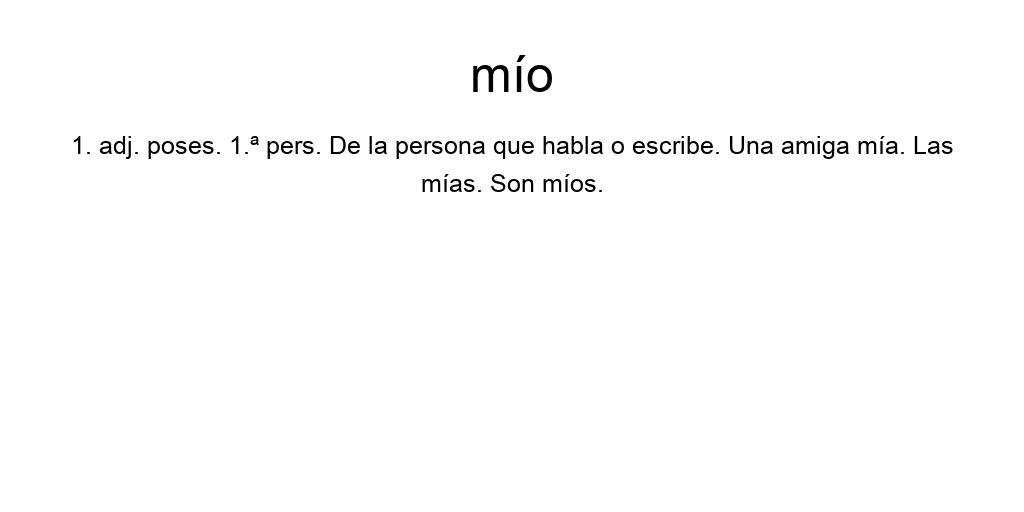 mío
1. adj. poses. 1.ª pers. De la persona que habla o escribe. Una amiga mía. Las
mías. Son míos.